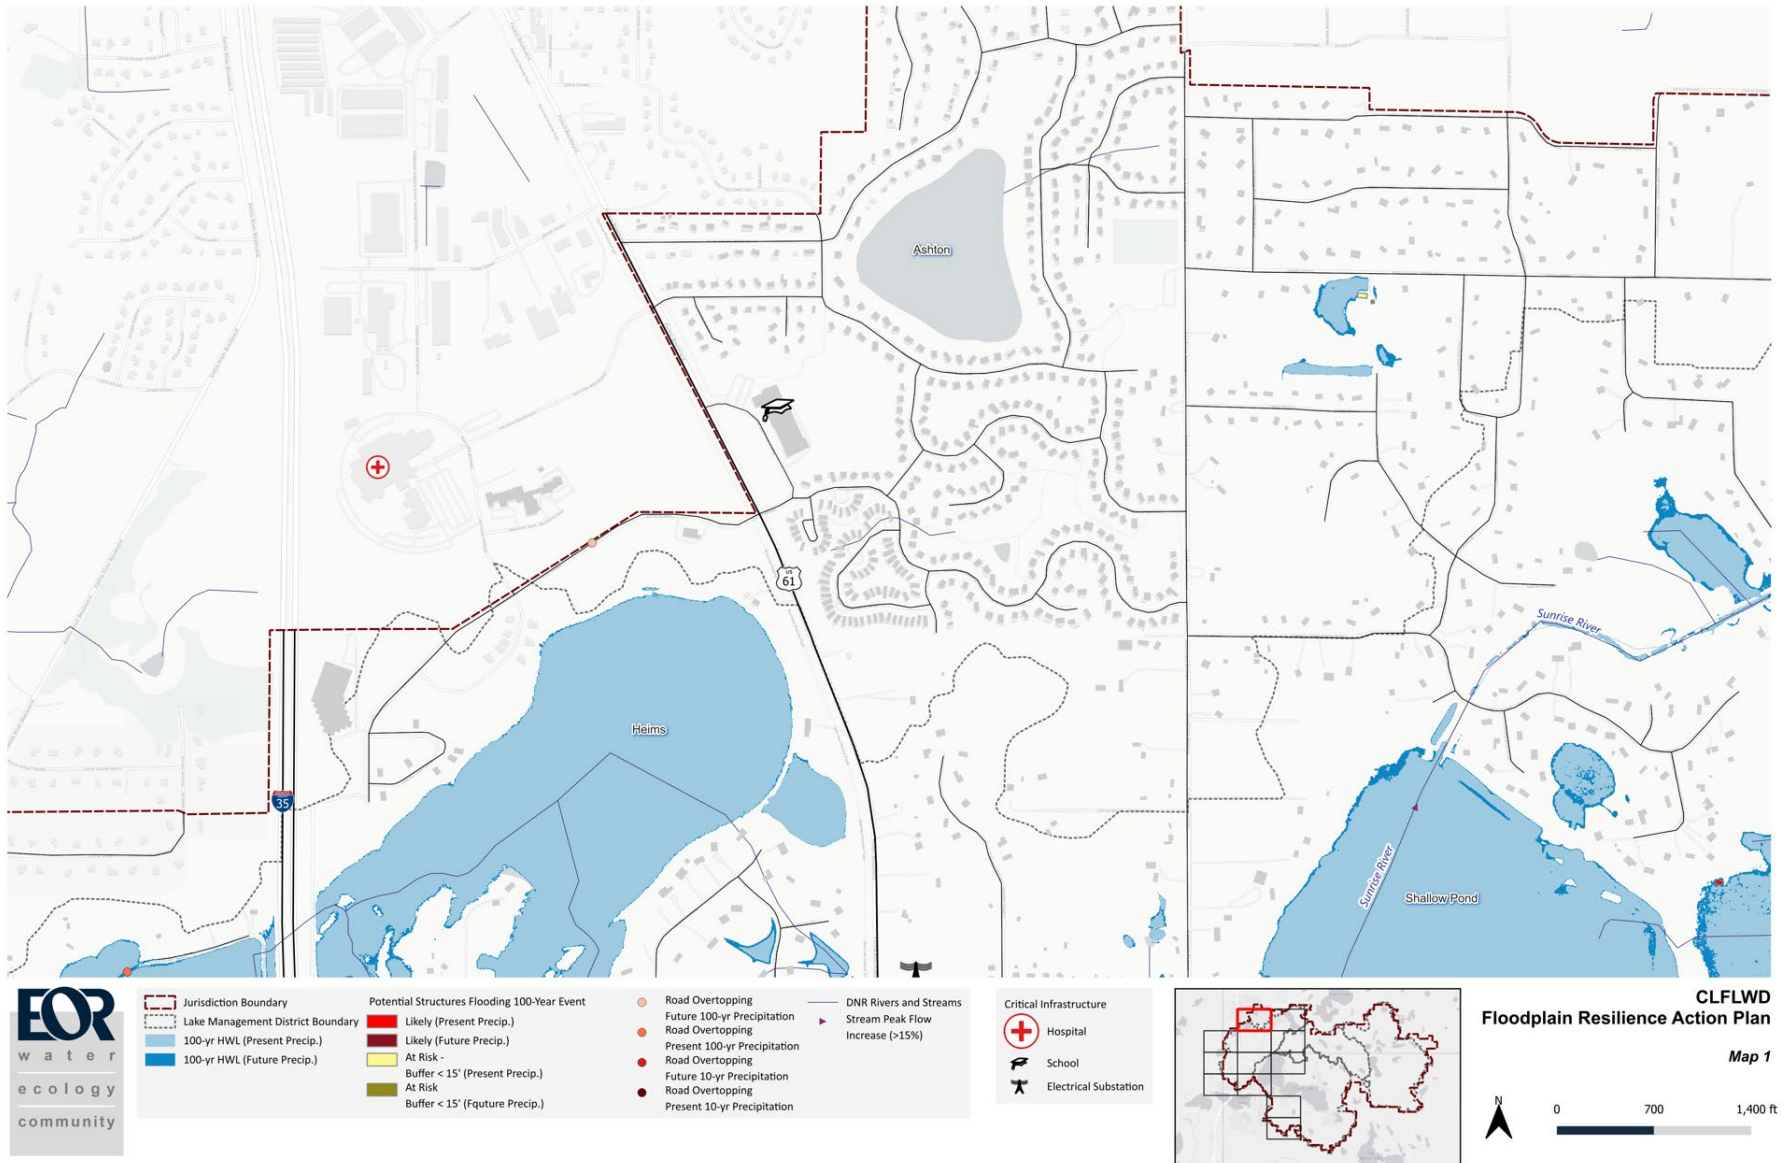 Ashton
US
61
Sunrise River
Heims
35
Sunrise River
Shallow Pond
EOR
water
ecology
community
Jurisdiction Boundary
Lake Management District Boundary
100-yr HWL (Present Precip.)
100-yr HWL (Future Precip.)
Potential Structures Flooding 100-Year Event
Likely (Present Precip.)
Likely (Future Precip.)
At Risk -
Buffer < 15' (Present Precip.)
At Risk
Buffer < 15' (Fquture Precip.)
Road Overtopping
Future 100-yr Precipitation
Road Overtopping
Present 100-yr Precipitation
Road Overtopping
Future 10-yr Precipitation
Road Overtopping
Present 10-yr Precipitation
DNR Rivers and Streams
Stream Peak Flow
Increase (>15%)
Critical Infrastructure
Hospital
School
Electrical Substation
CLFLWD
Floodplain Resilience Action Plan
Map 1
N
0 700 1,400 ft